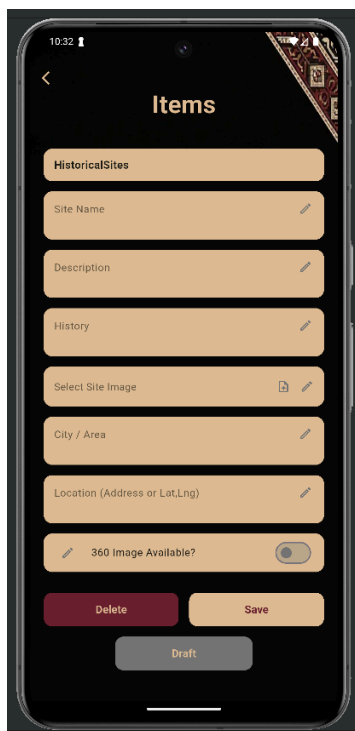 10:32
Items
HistoricalSites
Site Name
Description
History
Select Site Image
City / Area
Location (Address or Lat,Lng)
360 Image Available?
Delete
Save
Draft